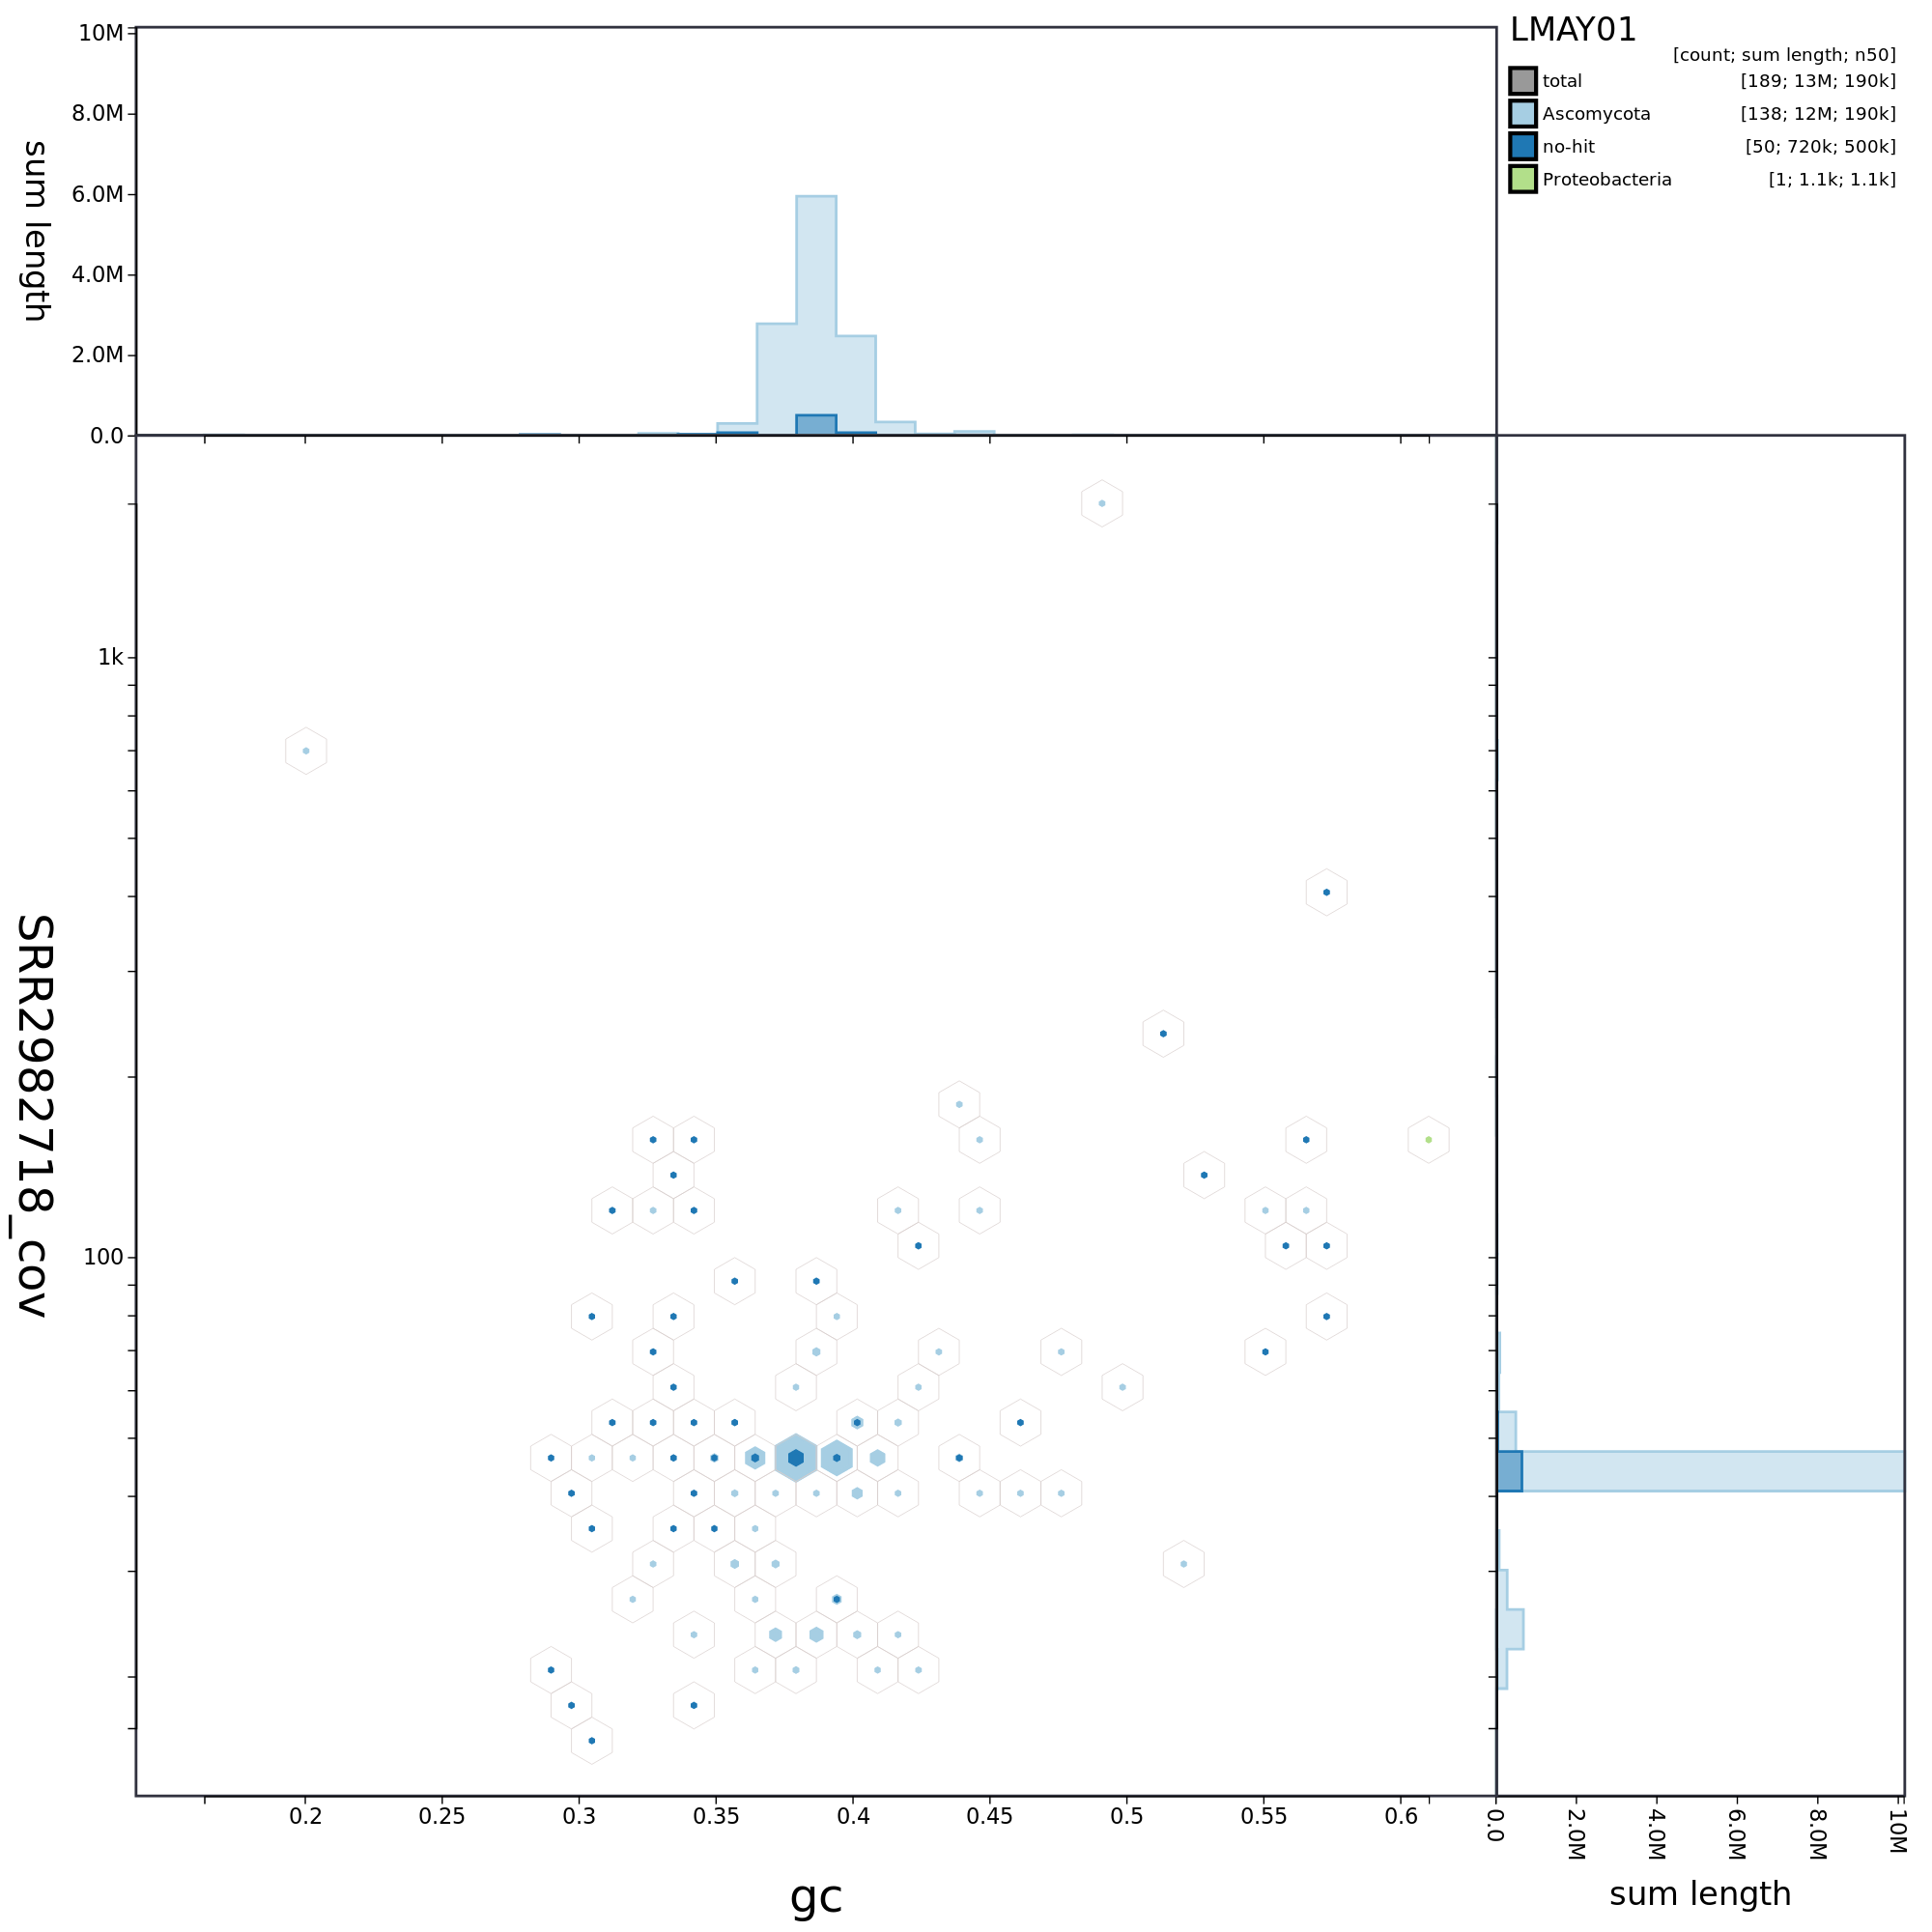 LMAY01
[count; sum length; n50]
total [189; 13M; 190k]
Ascomycota [138; 12M; 190k]
no-hit [50; 720k; 500k]
Proteobacteria [1; 1.1k; 1.1k]
10M
8.0M
6.0M
4.0M
2.0M
0.0
sum length
1k
100
SRR2982718_cov
0.2 0.25 0.3 0.35 0.4 0.45 0.5 0.55 0.6
gc
0.0 2.0M 4.0M 6.0M 8.0M 10M
sum length